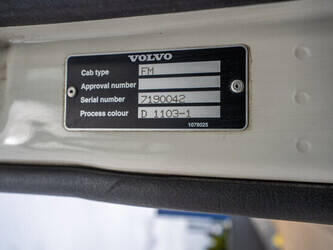 VOLVO
Cab type FM
Approval number
Serial number 7190042
Process colour D 1103-1
1078025